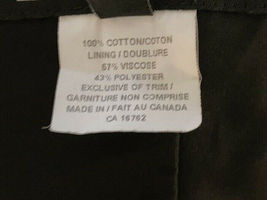 100% COTTON/COTON
LINING / DOUBLURE
57% VISCOSE
43% POLYESTER
EXCLUSIVE OF TRIM /
GARNITURE NON COMPRISE
MADE IN / FAIT AU CANADA
CA 16762